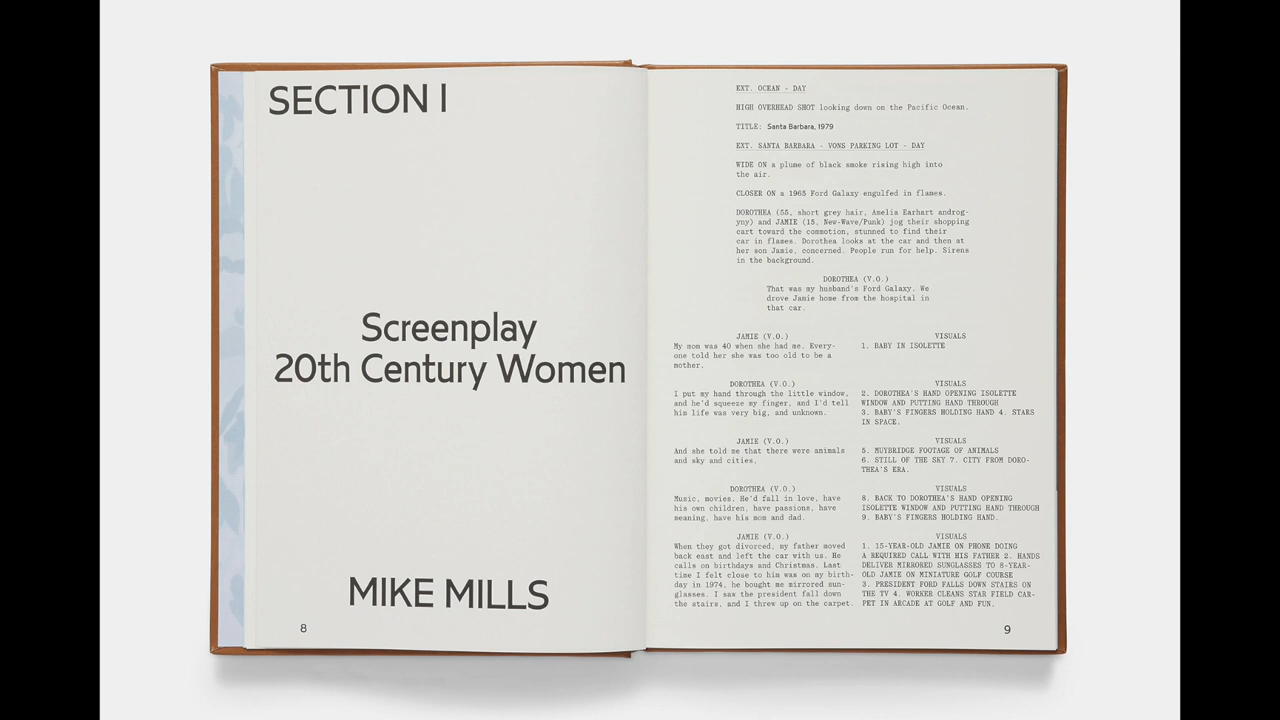 SECTION I
Screenplay
20th Century Women
MIKE MILLS
8
EXT. OCEAN - DAY
HIGH OVERHEAD SHOT looking down on the Pacific Ocean.
TITLE: Santa Barbara, 1979
EXT. SANTA BARBARA - VONS PARKING LOT - DAY
WIDE ON a plume of black smoke rising high into
the air.
CLOSER ON a 1965 Ford Galaxy engulfed in flames.
DOROTHEA (55, short grey hair, Amelia Earhart androg-
yny) and JAMIE (15, New-Wave/Punk) jog their shopping
cart toward the commotion, stunned to find their
car in flames. Dorothea looks at the car and then at
her son Jamie, concerned. People run for help. Sirens
in the background.
DOROTHEA (V.O.)
That was my husband's Ford Galaxy. We
drove Jamie home from the hospital in
that car.
JAMIE (V.O.)
My mom was 40 when she had me. Every-
one told her she was too old to be a
mother.
VISUALS
1. BABY IN ISOLETTE
DOROTHEA (V.O.)
I put my hand through the little window,
and he'd squeeze my finger, and I'd tell
him life was very big, and unknown.
VISUALS
2. DOROTHEA'S HAND OPENING ISOLETTE
WINDOW AND PUTTING HAND THROUGH
3. BABY'S FINGERS HOLDING HAND 4. STARS
IN SPACE.
JAMIE (V.O.)
And she told me that there were animals
and sky and cities,
VISUALS
5. MUYBRIDGE FOOTAGE OF ANIMALS
6. STILL OF THE SKY 7. CITY FROM DORO-
THEA'S ERA.
DOROTHEA (V.O.)
Music, movies. He'd fall in love, have
his own children, have passions, have
meaning, have his mom and dad.
VISUALS
8. BACK TO DOROTHEA'S HAND OPENING
ISOLETTE WINDOW AND PUTTING HAND THROUGH
9. BABY'S FINGERS HOLDING HAND.
JAMIE (V.O.)
When they got divorced, my father moved
back east and left the car with us. He
calls on birthdays and Christmas. Last
time I felt close to him was on my birth-
day in 1974, he bought me mirrored sun-
glasses. I saw the president fall down
the stairs, and I threw up on the carpet.
VISUALS
1. 15-YEAR-OLD JAMIE ON PHONE DOING
A REQUIRED CALL WITH HIS FATHER 2. HANDS
DELIVER MIRRORED SUNGLASSES TO 8-YEAR-
OLD JAMIE ON MINIATURE GOLF COURSE
3. PRESIDENT FORD FALLS DOWN STAIRS ON
THE TV 4. WORKER CLEANS STAR FIELD CAR-
PET IN ARCADE AT GOLF AND FUN.
9